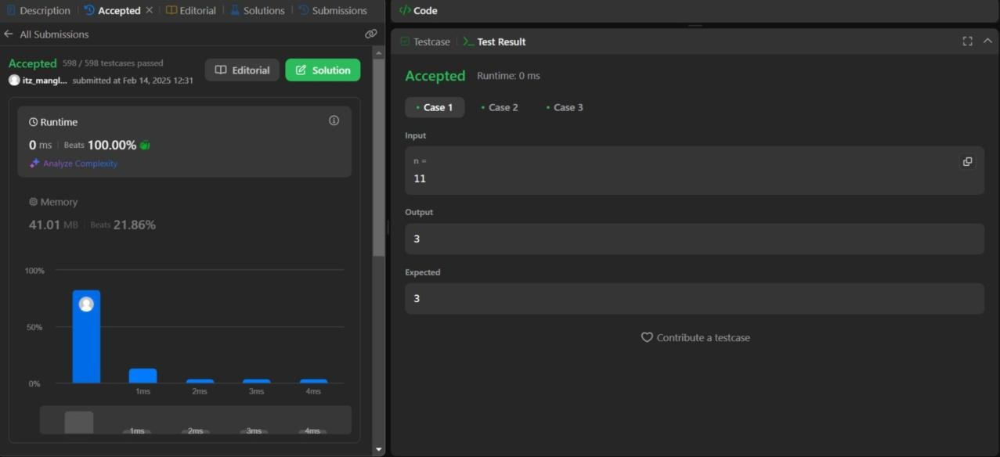 Description
Accepted
Editorial
Solutions
Submissions
All Submissions
Accepted 598 / 598 testcases passed
itz_mangl... submitted at Feb 14, 2025 12:31
Editorial
Solution
Runtime
0 ms Beats 100.00%
Analyze Complexity
Memory
41.01 MB Beats 21.86%
100%
50%
0%
1ms 2ms 3ms 4ms
1ms 2ms 3ms 4ms
</> Code
Testcase
>_ Test Result
Accepted Runtime: 0 ms
• Case 1 • Case 2 • Case 3
Input
n =
11
Output
3
Expected
3
Contribute a testcase